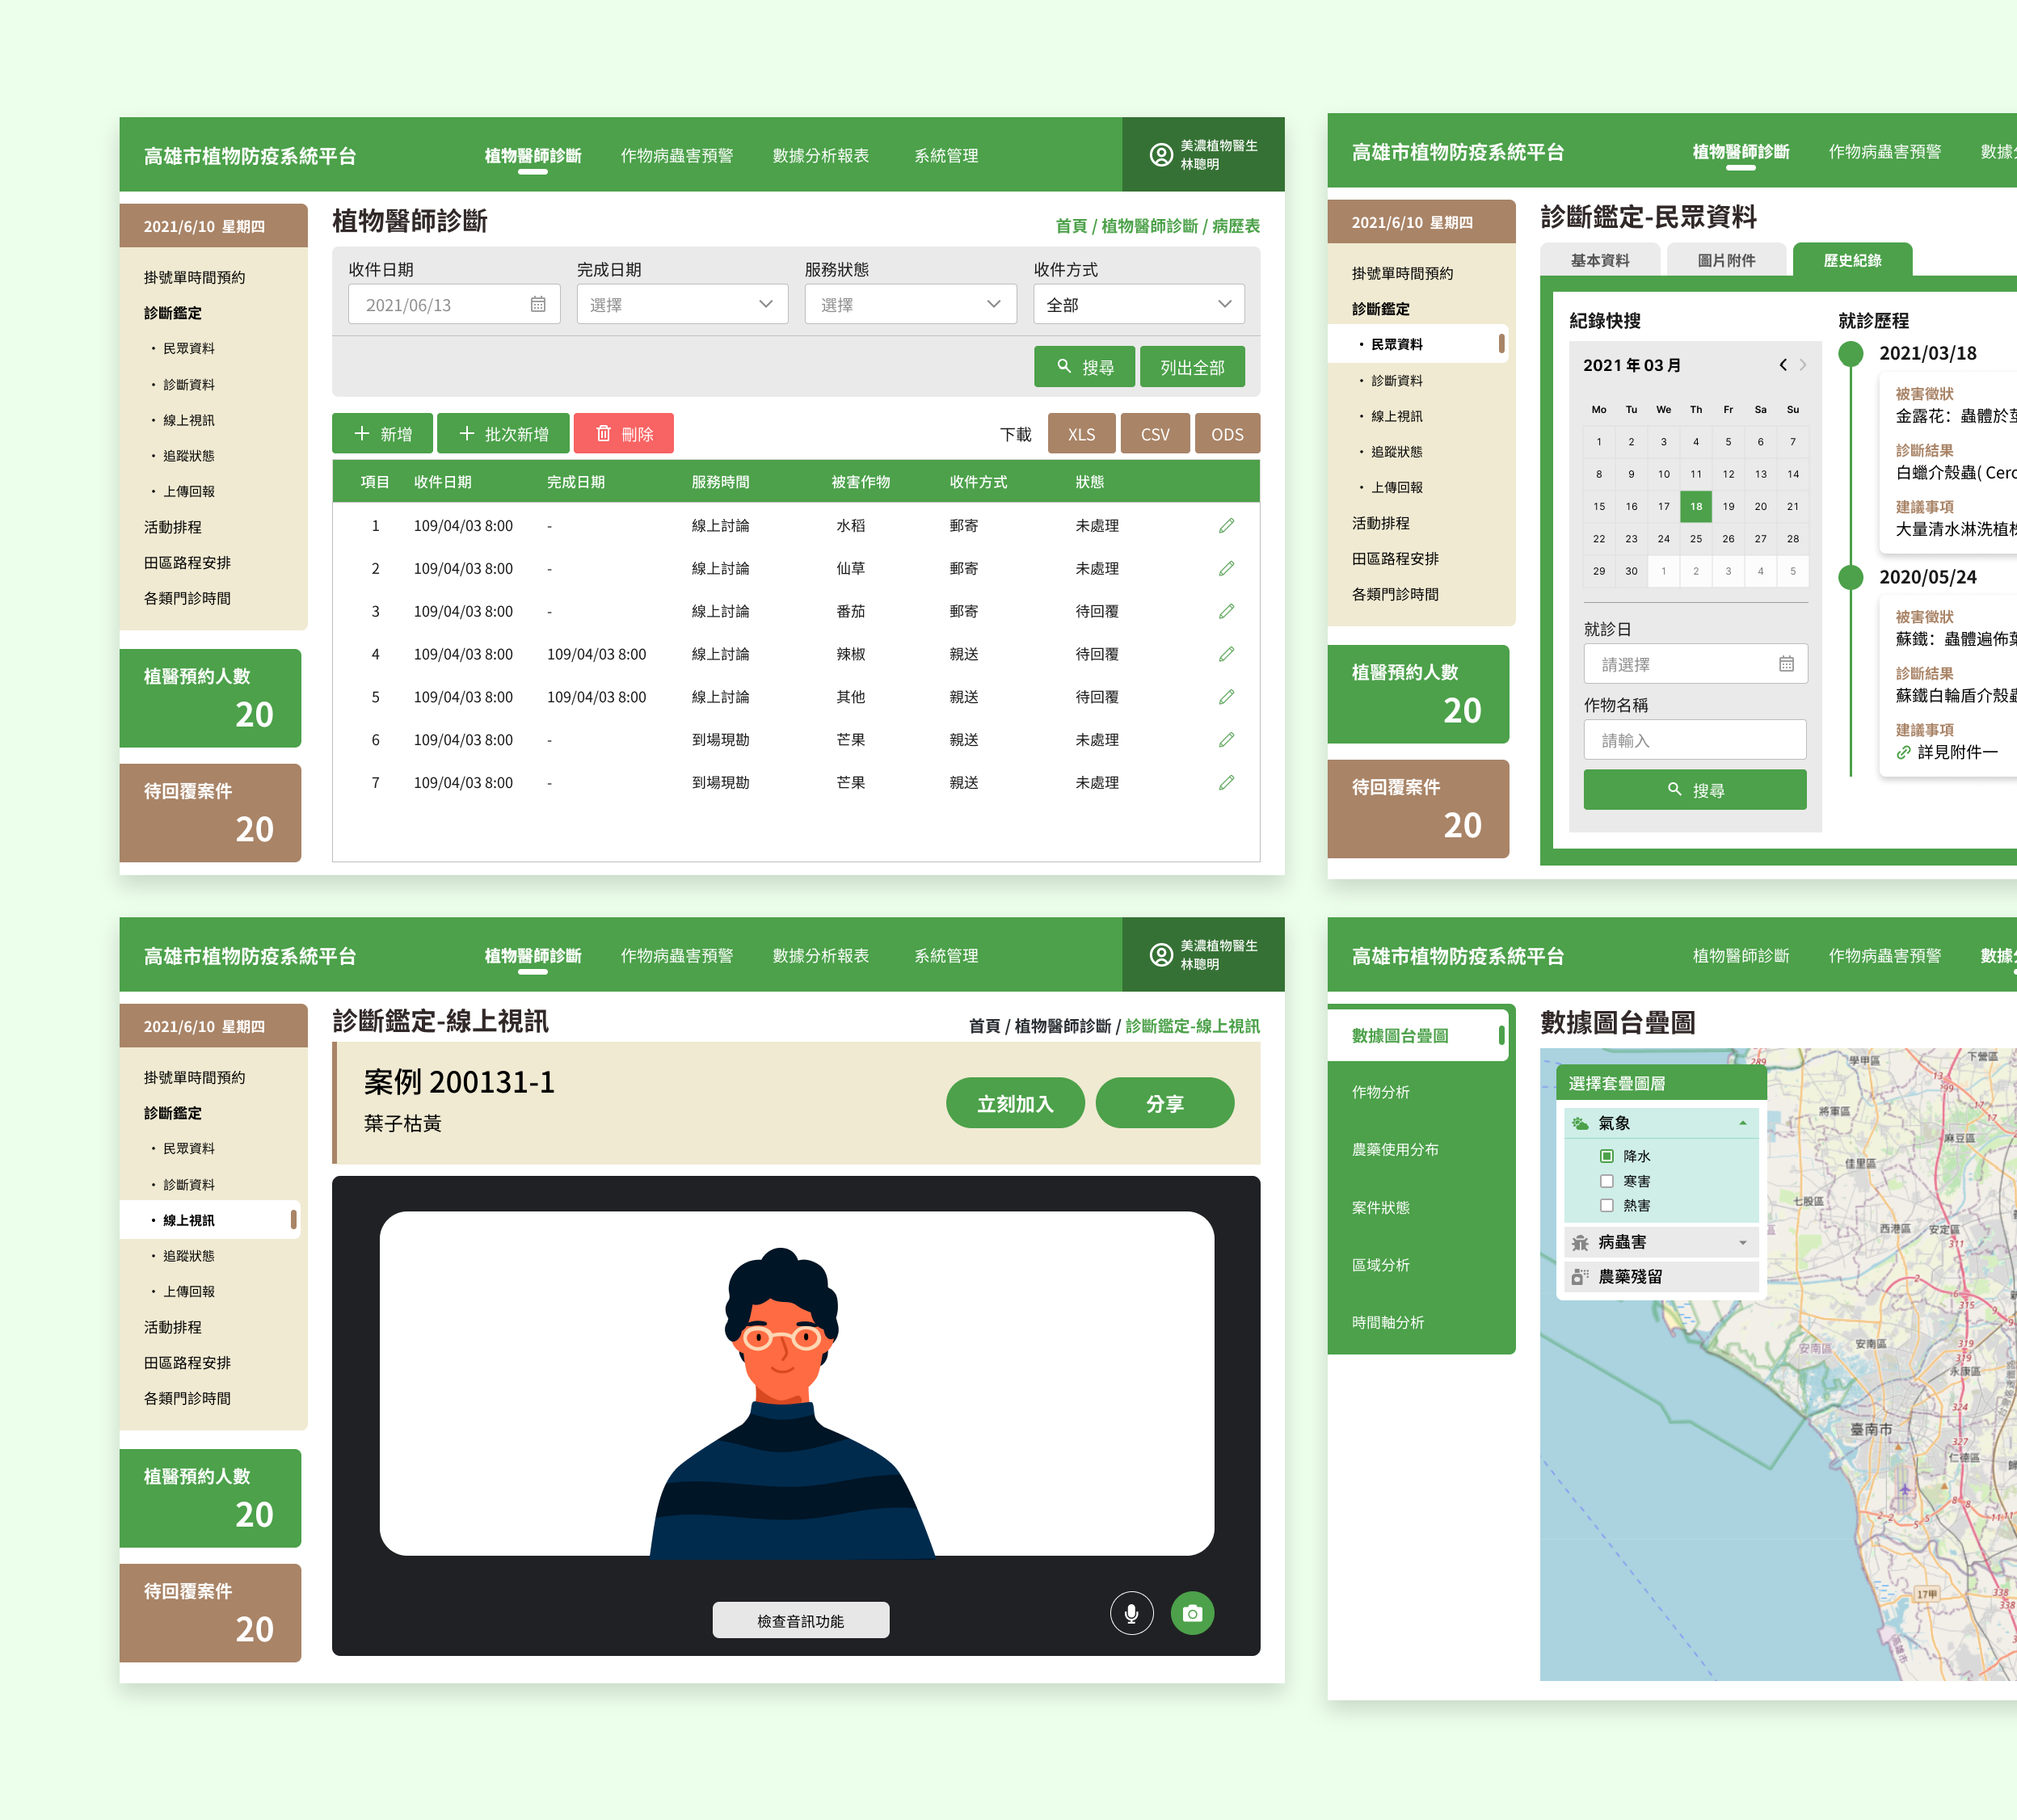 高雄市植物防疫系統平台
植物醫師診斷 作物病蟲害預警 數據分析報表 系統管理
美濃植物醫生
林聰明
2021/6/10 星期四
掛號單時間預約
診斷鑑定
・ 民眾資料
・ 診斷資料
・ 線上視訊
・ 追蹤狀態
・ 上傳回報
活動排程
田區路程安排
各類門診時間
植醫預約人數
20
待回覆案件
20
植物醫師診斷
首頁 / 植物醫師診斷 / 病歷表
收件日期 完成日期 服務狀態 收件方式
2021/06/13 選擇 選擇 全部
搜尋 列出全部
新增 批次新增 刪除 下載 XLS CSV ODS
項目 收件日期 完成日期 服務時間 被害作物 收件方式 狀態
1 109/04/03 8:00 - 線上討論 水稻 郵寄 未處理
2 109/04/03 8:00 - 線上討論 仙草 郵寄 未處理
3 109/04/03 8:00 - 線上討論 番茄 郵寄 待回覆
4 109/04/03 8:00 109/04/03 8:00 線上討論 辣椒 親送 待回覆
5 109/04/03 8:00 109/04/03 8:00 線上討論 其他 親送 待回覆
6 109/04/03 8:00 - 到場現勘 芒果 親送 未處理
7 109/04/03 8:00 - 到場現勘 芒果 親送 未處理
高雄市植物防疫系統平台
植物醫師診斷 作物病蟲害預警 數據
2021/6/10 星期四
掛號單時間預約
診斷鑑定
・ 民眾資料
・ 診斷資料
・ 線上視訊
・ 追蹤狀態
・ 上傳回報
活動排程
田區路程安排
各類門診時間
植醫預約人數
20
待回覆案件
20
診斷鑑定-民眾資料
基本資料 圖片附件 歷史紀錄
紀錄快搜
2021 年 03 月
Mo Tu We Th Fr Sa Su
1 2 3 4 5 6 7
8 9 10 11 12 13 14
15 16 17 18 19 20 21
22 23 24 25 26 27 28
29 30 1 2 3 4 5
就診日
請選擇
作物名稱
請輸入
搜尋
就診歷程
2021/03/18
被害徵狀
金露花：蟲體於
診斷結果
白蠟介殼蟲( Cero
建議事項
大量清水淋洗植
2020/05/24
被害徵狀
蘇鐵：蟲體遍佈
診斷結果
蘇鐵白輪盾介殼
建議事項
詳見附件一
高雄市植物防疫系統平台
植物醫師診斷 作物病蟲害預警 數據分析報表 系統管理
美濃植物醫生
林聰明
2021/6/10 星期四
掛號單時間預約
診斷鑑定
・ 民眾資料
・ 診斷資料
・ 線上視訊
・ 追蹤狀態
・ 上傳回報
活動排程
田區路程安排
各類門診時間
植醫預約人數
20
待回覆案件
20
診斷鑑定-線上視訊
首頁 / 植物醫師診斷 / 診斷鑑定-線上視訊
案例 200131-1
葉子枯黃
立刻加入 分享
檢查音訊功能
高雄市植物防疫系統平台
植物醫師診斷 作物病蟲害預警 數據
數據圖台疊圖
作物分析
農藥使用分布
案件狀態
區域分析
時間軸分析
數據圖台疊圖
選擇套疊圖層
氣象
降水
寒害
熱害
病蟲害
農藥殘留
學甲區
下營區
將軍區
麻豆區
佳里區
七股區
西港區
安定區
311
315
319
安南區
安南區
319
永康區
324
臺南市
327
仁德區
17甲
338
338
高雄市